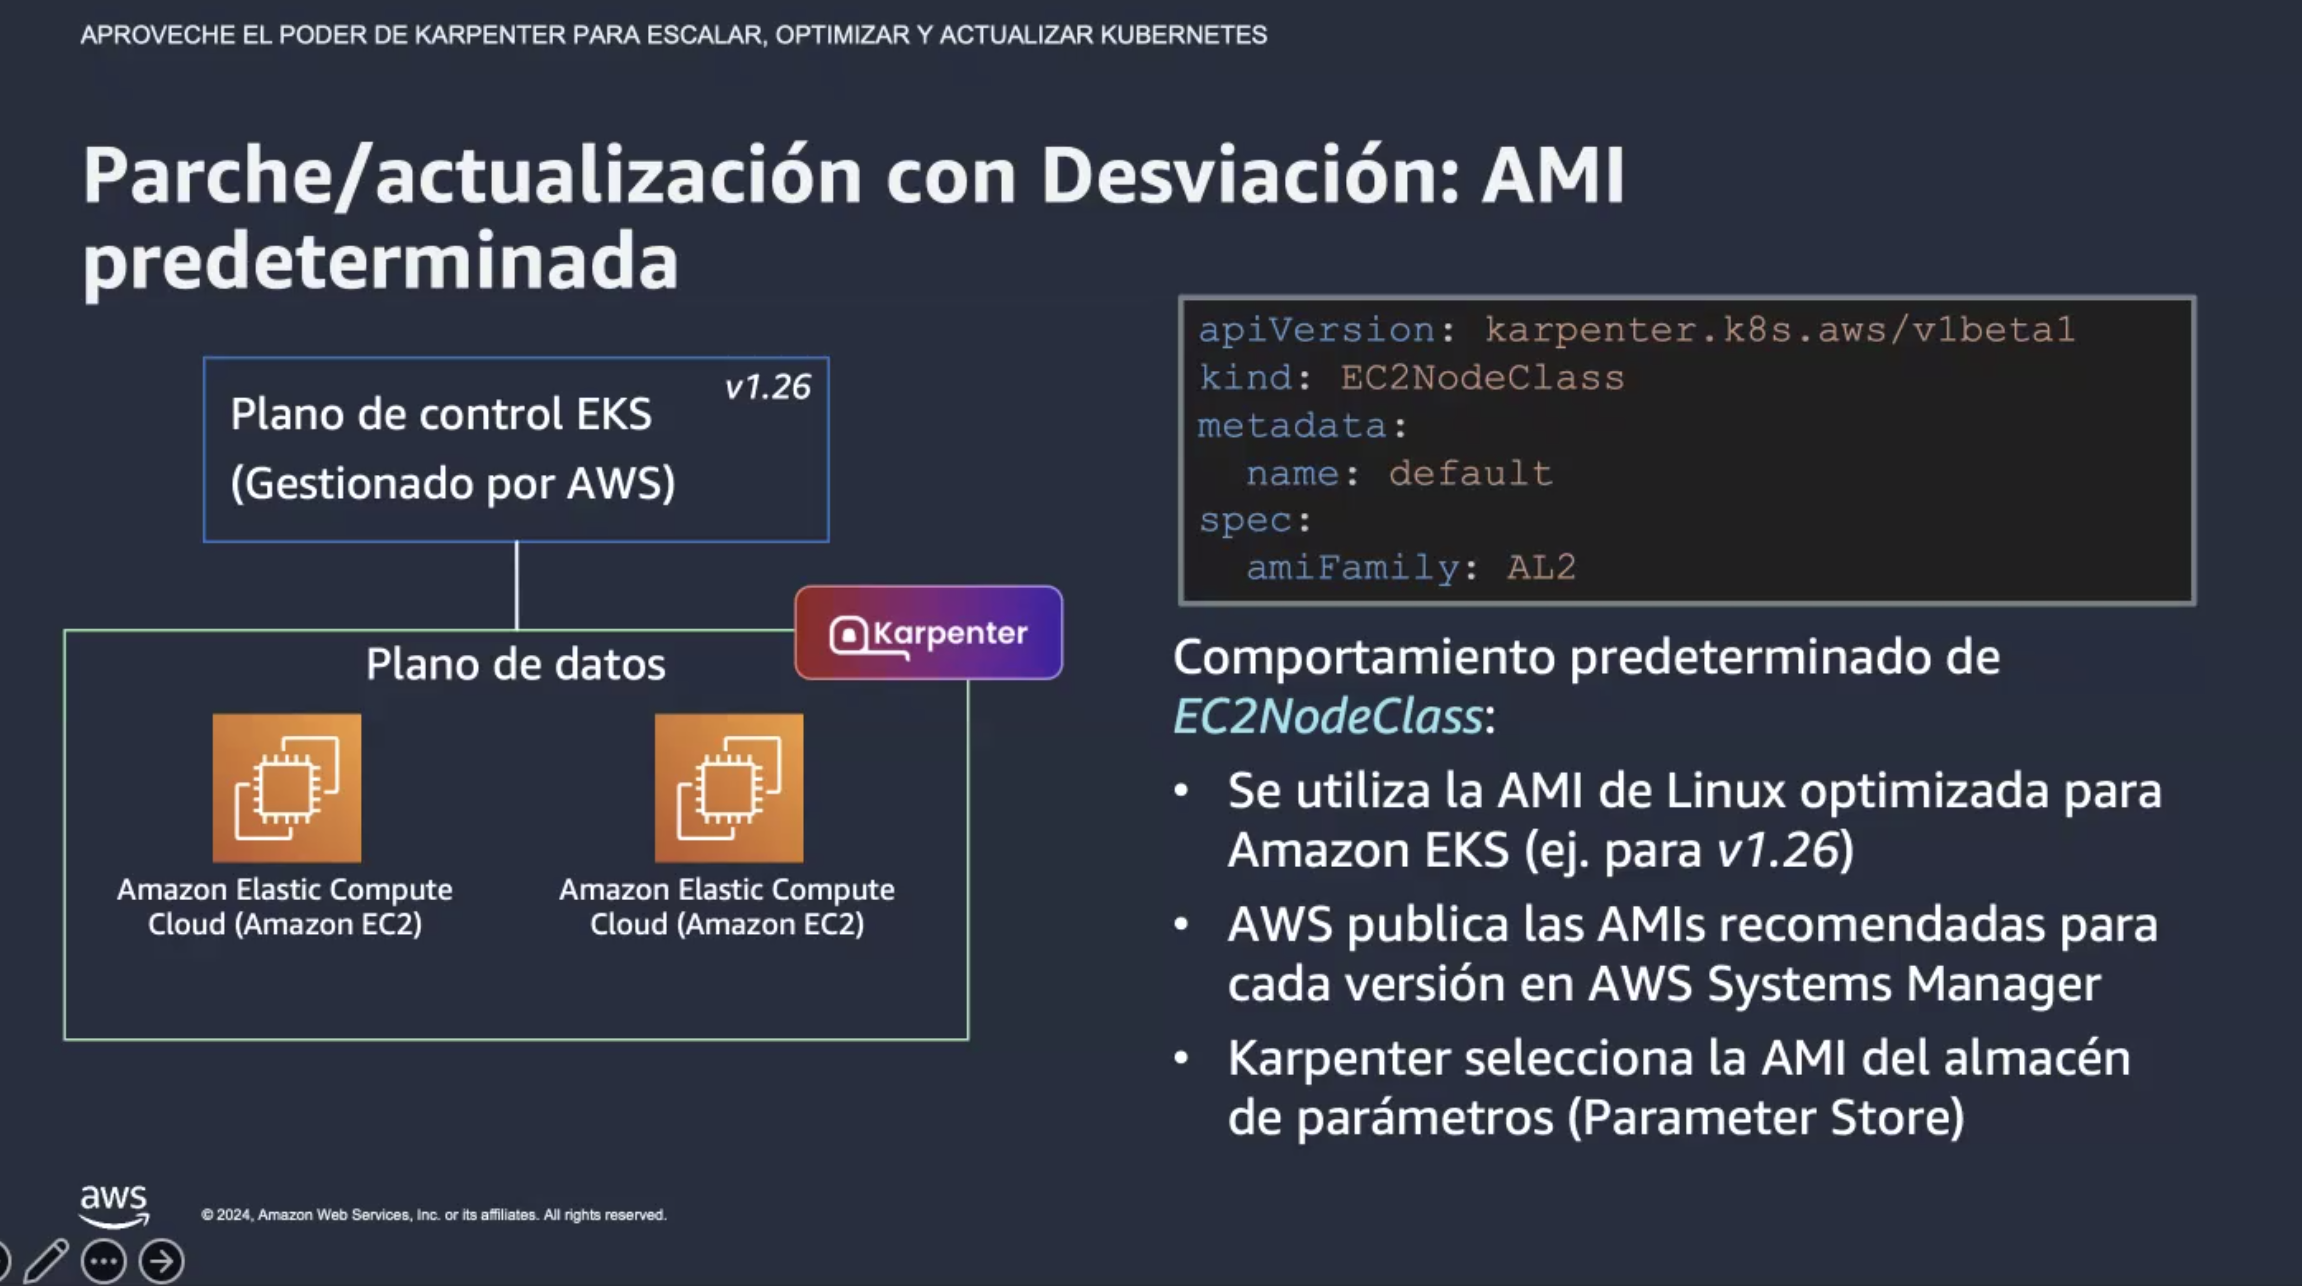 APROVECHE EL PODER DE KARPENTER PARA ESCALAR, OPTIMIZAR Y ACTUALIZAR KUBERNETES
Parche/actualización con Desviación: AMI
predeterminada
v1.26
Plano de control EKS
(Gestionado por AWS)
Karpenter
Plano de datos
Amazon Elastic Compute
Cloud (Amazon EC2)
Amazon Elastic Compute
Cloud (Amazon EC2)
apiVersion: karpenter.k8s.aws/v1beta1
kind: EC2NodeClass
metadata:
  name: default
spec:
  amiFamily: AL2
Comportamiento predeterminado de
EC2NodeClass:
• Se utiliza la AMI de Linux optimizada para
Amazon EKS (ej. para v1.26)
• AWS publica las AMIs recomendadas para
cada versión en AWS Systems Manager
• Karpenter selecciona la AMI del almacén
de parámetros (Parameter Store)
aws
© 2024, Amazon Web Services, Inc. or its affiliates. All rights reserved.